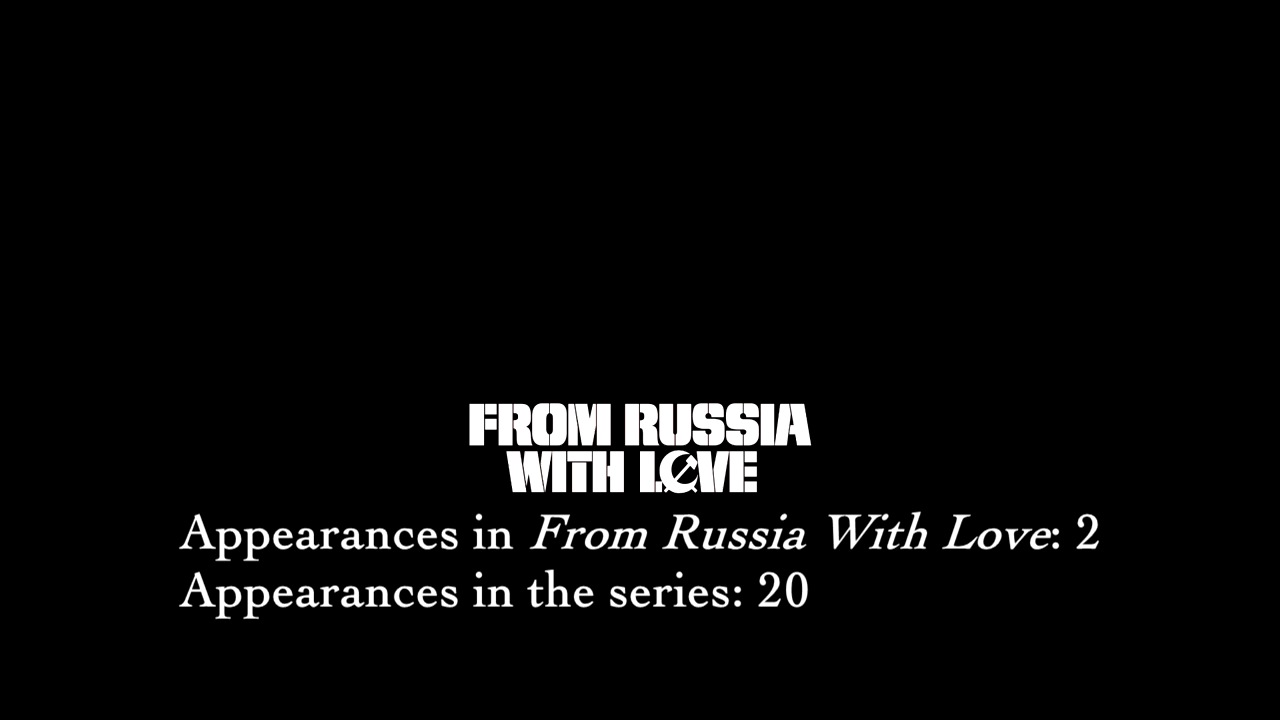 FROM RUSSIA
WITH LOVE
Appearances in From Russia With Love: 2
Appearances in the series: 20